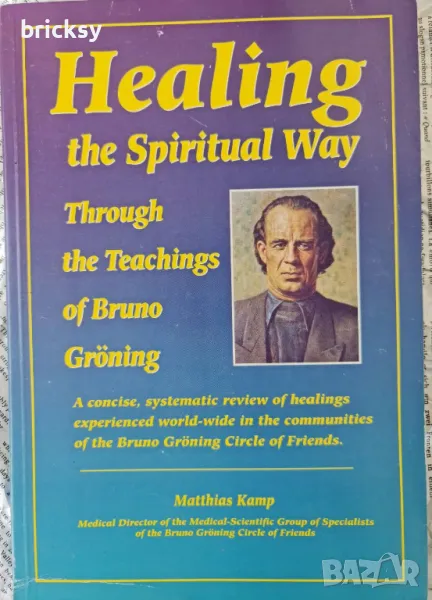 bricksy
Healing
the Spiritual Way
Through
the Teachings
of Bruno
Gröning
A concise, systematic review of healings
experienced world-wide in the communities
of the Bruno Gröning Circle of Friends.
Matthias Kamp
Medical Director of the Medical-Scientific Group of Specialists
of the Bruno Gröning Circle of Friends
BAZAR